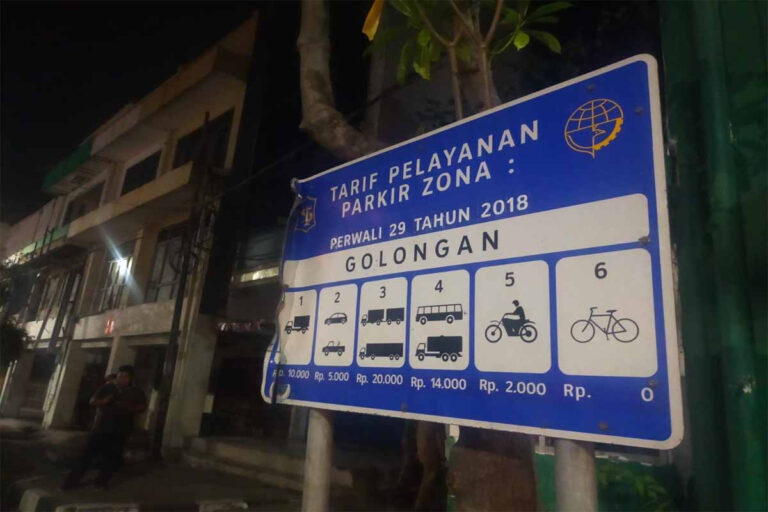 TARIF PELAYANAN
PARKIR ZONA :
PERWALI 29 TAHUN 2018
GOLONGAN
1 2 3 4 5 6
Rp. 10.000 Rp. 5.000 Rp. 20.000 Rp. 14.000 Rp. 2.000 Rp. 0